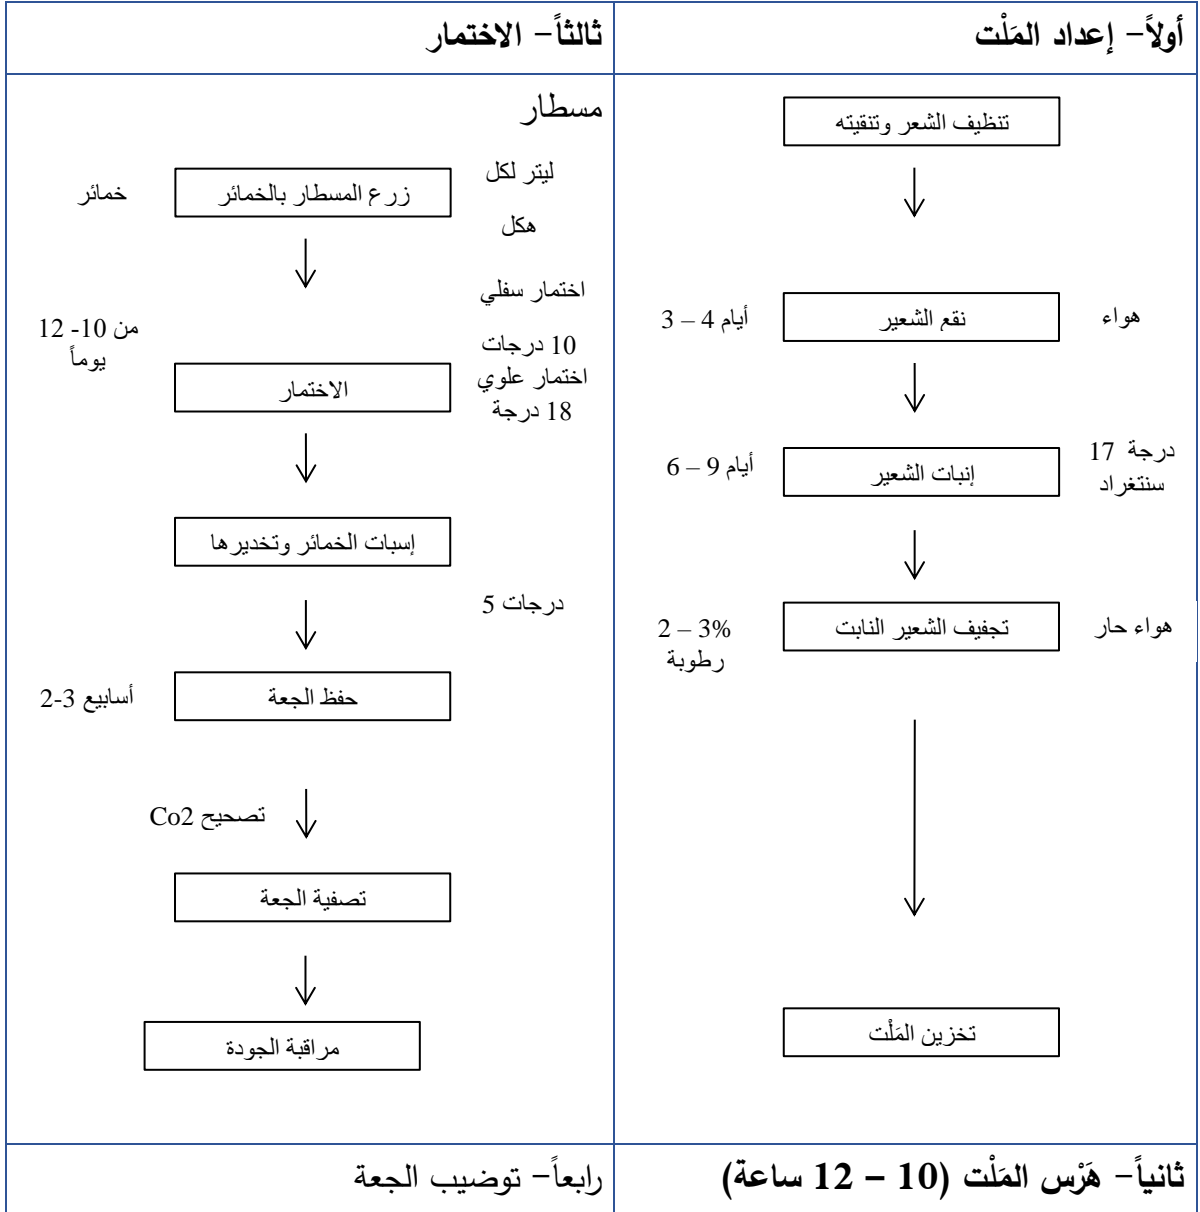 أولاً– إعداد المَلْت
تنظيف الشعر وتنقيته
هواء
نقع الشعير
3 – 4 أيام
درجة 17
سنتغراد
إنبات الشعير
6 – 9 أيام
هواء حار
تجفيف الشعير النابت
2 – 3%
رطوبة
تخزين المَلْت
ثالثاً– الاختمار
مسطار
ليتر لكل
هكل
زرع المسطار بالخمائر
خمائر
اختمار سفلي
10 درجات
اختمار علوي
18 درجة
الاختمار
من 10- 12
يوماً
إسبات الخمائر وتخديرها
درجات 5
حفظ الجعة
2-3 أسابيع
تصحيح Co2
تصفية الجعة
مراقبة الجودة
ثانياً– هَرْس المَلْت (10 – 12 ساعة)
رابعاً– توضيب الجعة